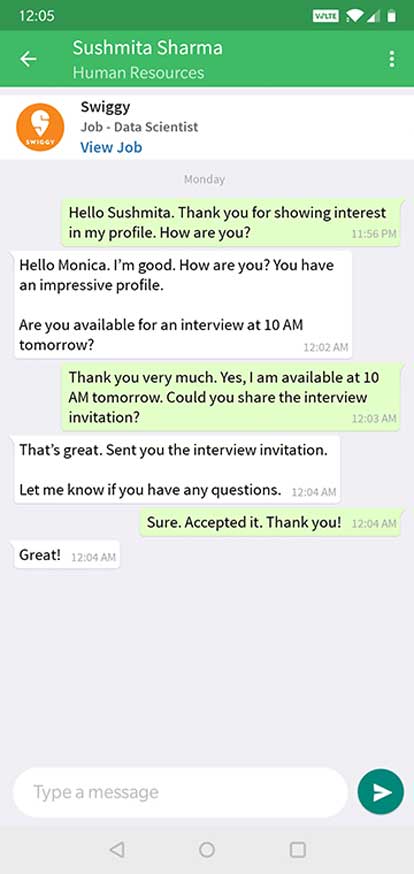 12:05
VoLTE
Sushmita Sharma
Human Resources
SWIGGY
Swiggy
Job - Data Scientist
View Job
Monday
Hello Sushmita. Thank you for showing interest
in my profile. How are you?
11:56 PM
Hello Monica. I'm good. How are you? You have
an impressive profile.
Are you available for an interview at 10 AM
tomorrow?
12:02 AM
Thank you very much. Yes, I am available at 10
AM tomorrow. Could you share the interview
invitation?
12:03 AM
That's great. Sent you the interview invitation.
Let me know if you have any questions.
12:04 AM
Sure. Accepted it. Thank you!
12:04 AM
Great!
12:04 AM
Type a message